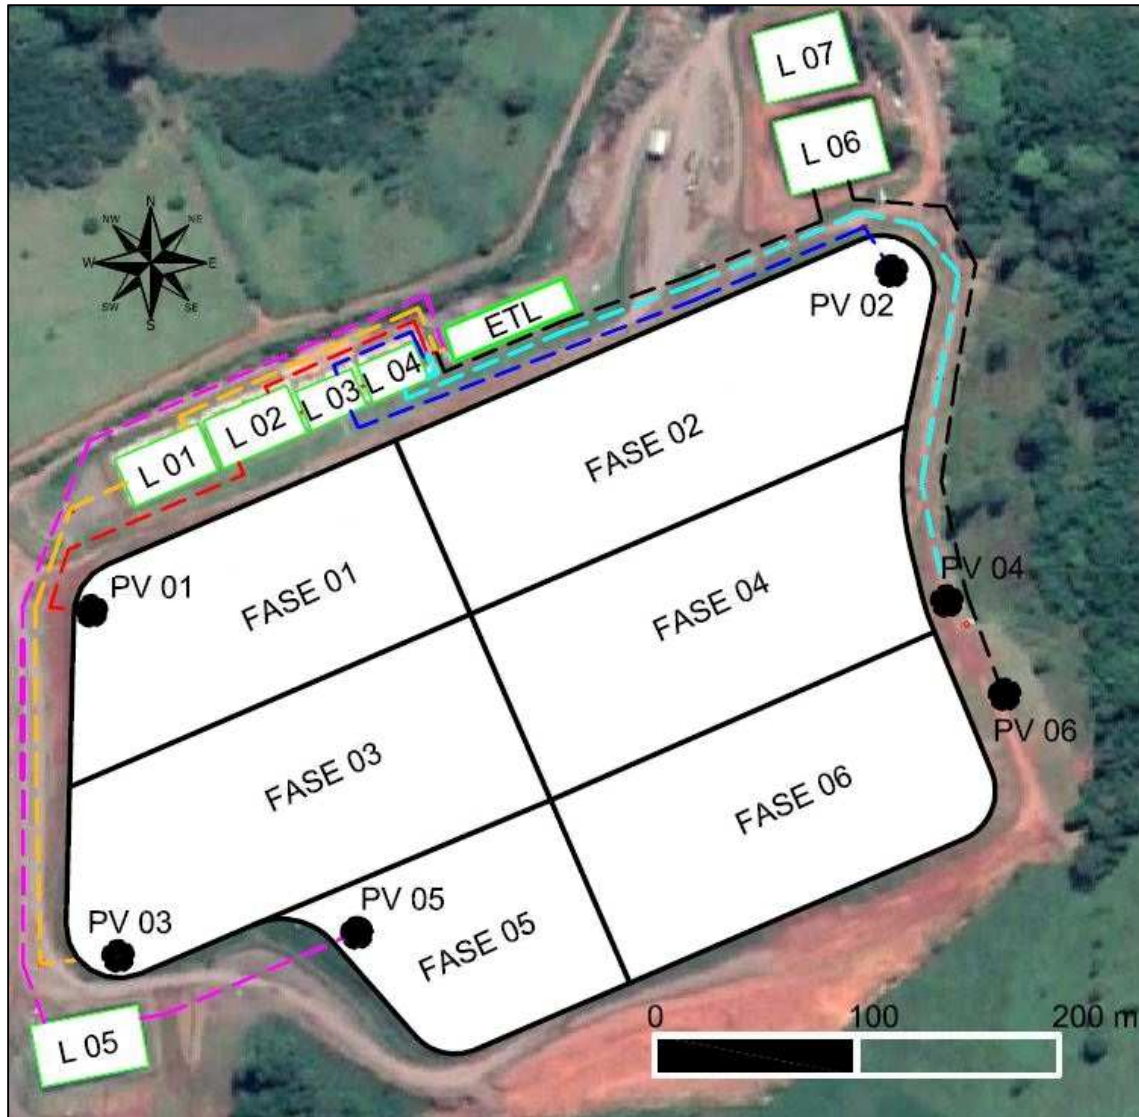 L 07
L 06
N
NW
NE
W
E
SW
SE
S
ETL
PV 02
L 04
L 03
L 02
L 01
FASE 02
PV 01
FASE 01
PV 04
FASE 04
PV 06
FASE 03
FASE 06
PV 03
PV 05
FASE 05
L 05
0
100
200 m